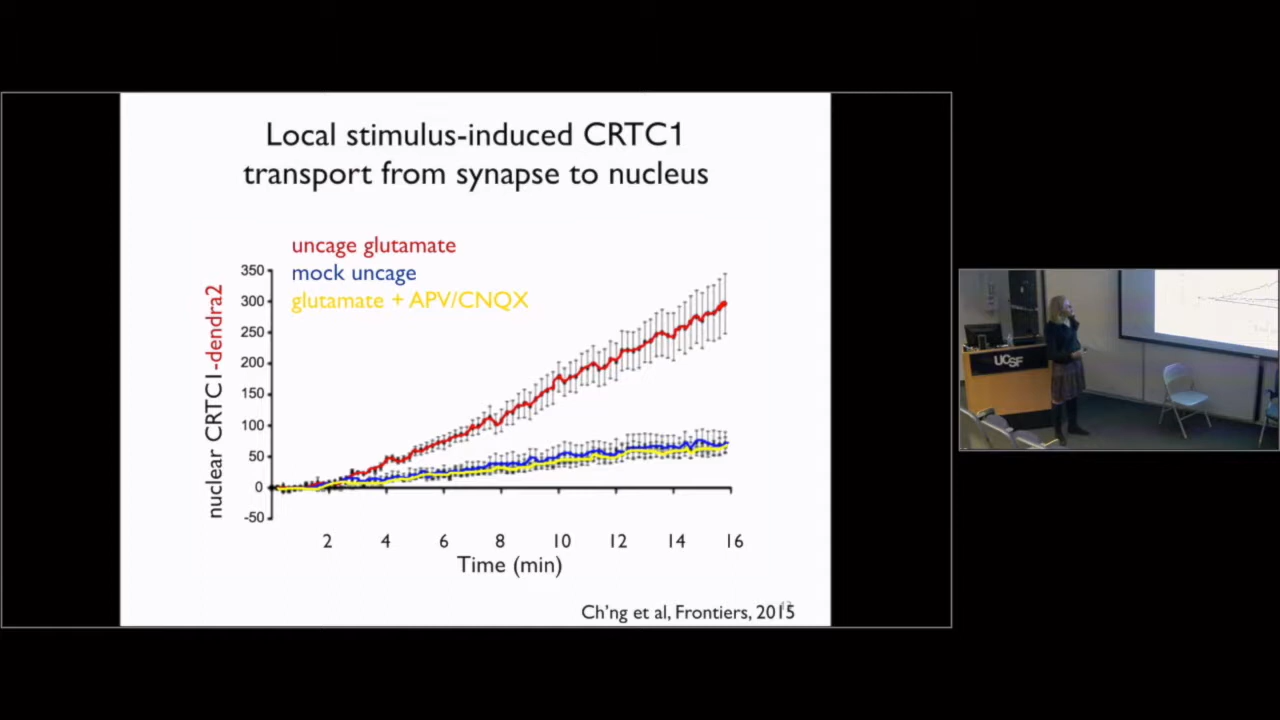 Local stimulus-induced CRTC1
transport from synapse to nucleus
uncage glutamate
mock uncage
glutamate + APV/CNQX
nuclear CRTC1-dendra2
350
300
250
200
150
100
50
0
-50
2 4 6 8 10 12 14 16
Time (min)
Ch'ng et al, Frontiers, 2015
UCSF